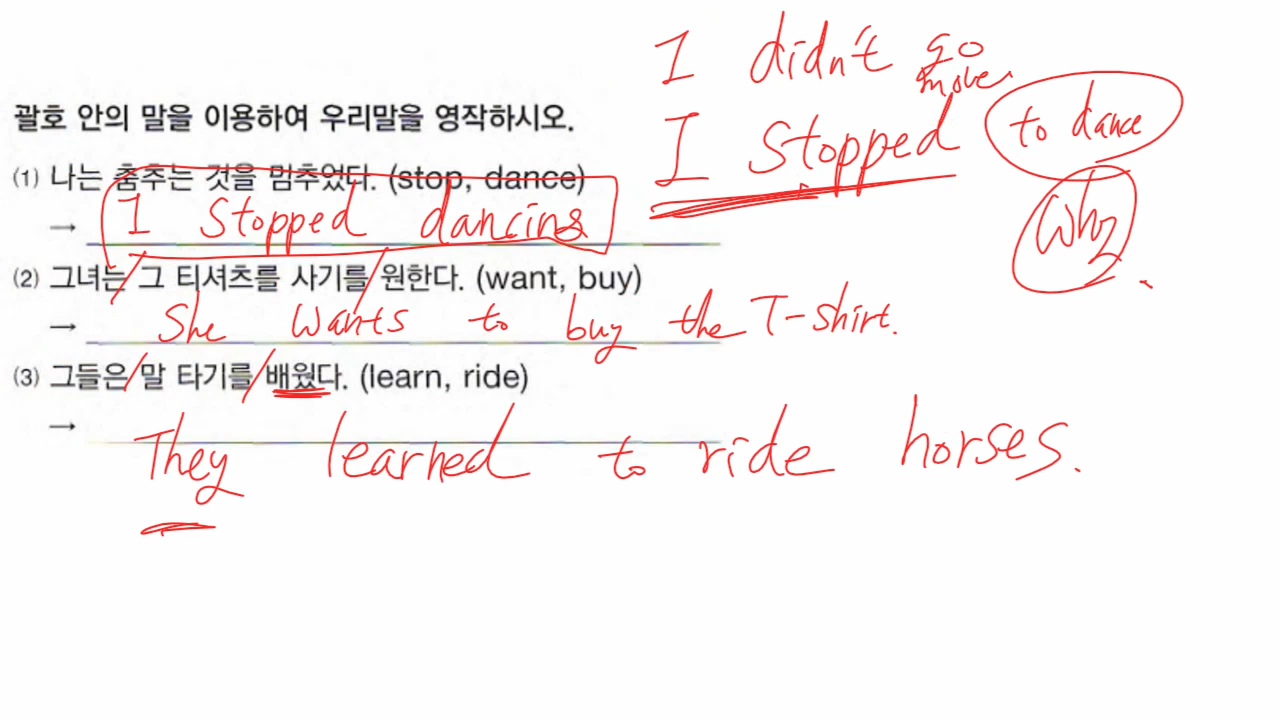 I didn't go
move
괄호 안의 말을 이용하여 우리말을 영작하시오.
I stopped to dance
(1) 나는 춤추는 것을 멈추었다. (stop, dance)
→ I stopped dancing
why
(2) 그녀는 그 티셔츠를 사기를 원한다. (want, buy)
→ She wants to buy the T-shirt.
(3) 그들은 말 타기를 배웠다. (learn, ride)
→ They learned to ride horses.